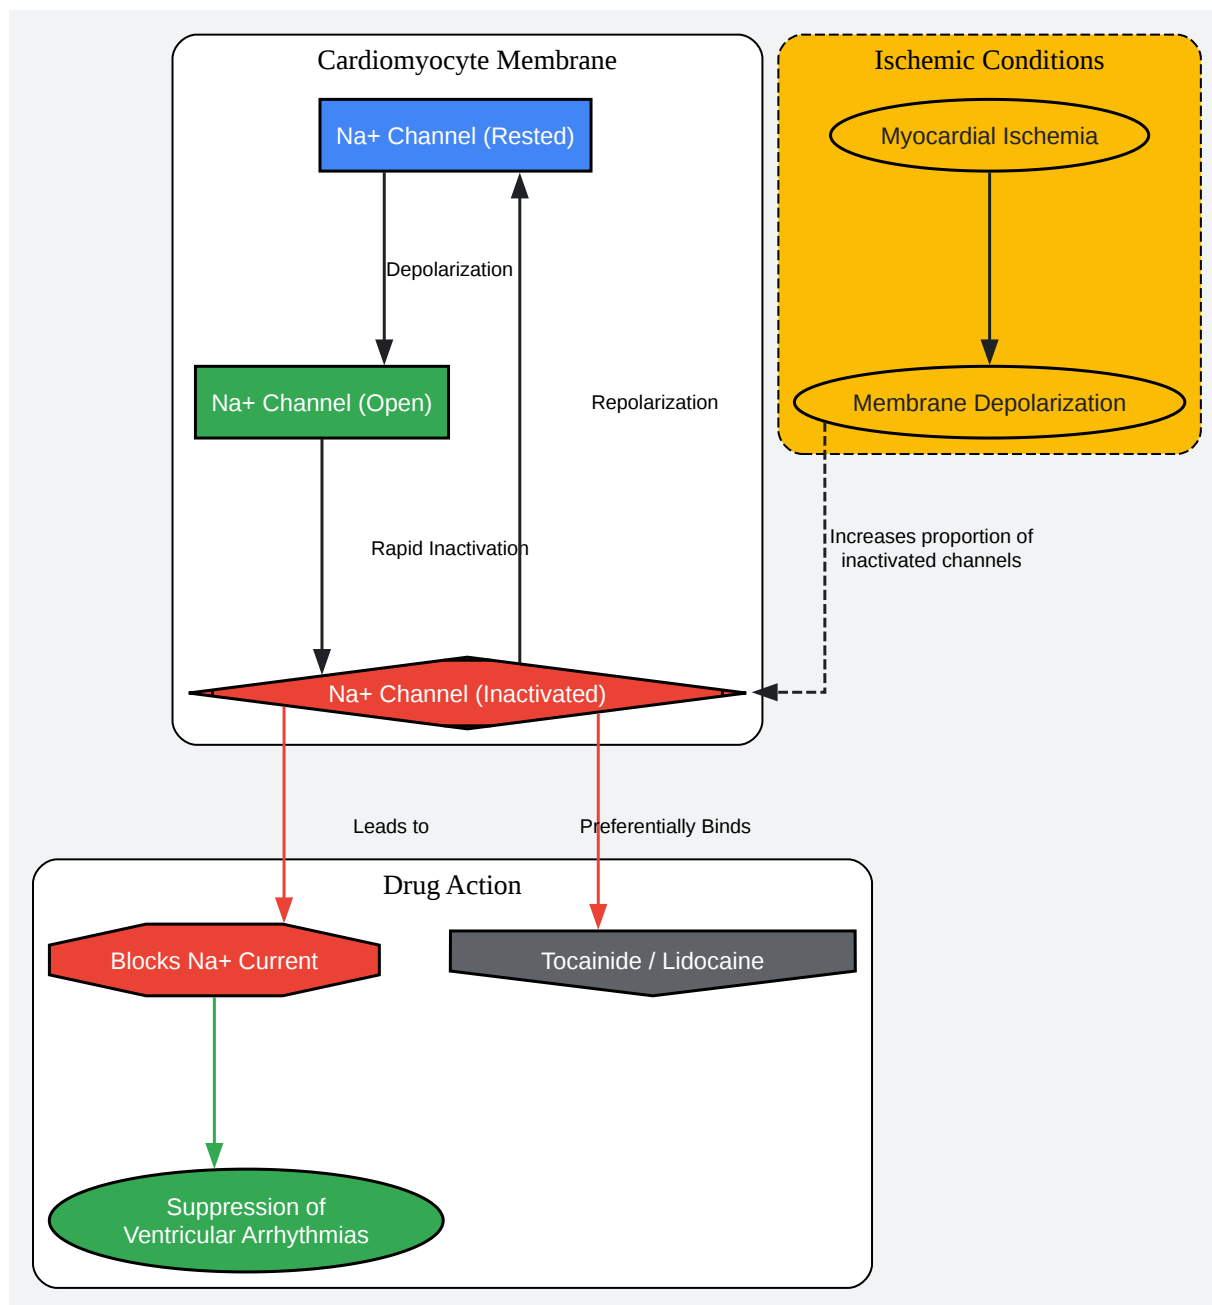 Cardiomyocyte Membrane
Ischemic Conditions
Na+ Channel (Rested)
Myocardial Ischemia
Depolarization
Na+ Channel (Open)
Repolarization
Membrane Depolarization
Rapid Inactivation
Increases proportion of
inactivated channels
Na+ Channel (Inactivated)
Leads to
Preferentially Binds
Drug Action
Blocks Na+ Current
Tocainide / Lidocaine
Suppression of
Ventricular Arrhythmias